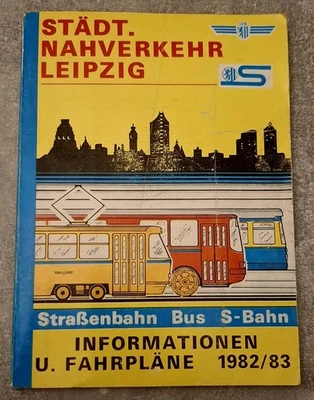 STÄDT.
NAHVERKEHR
LEIPZIG
S
Straßenbahn Bus S-Bahn
INFORMATIONEN
U. FAHRPLÄNE 1982/83